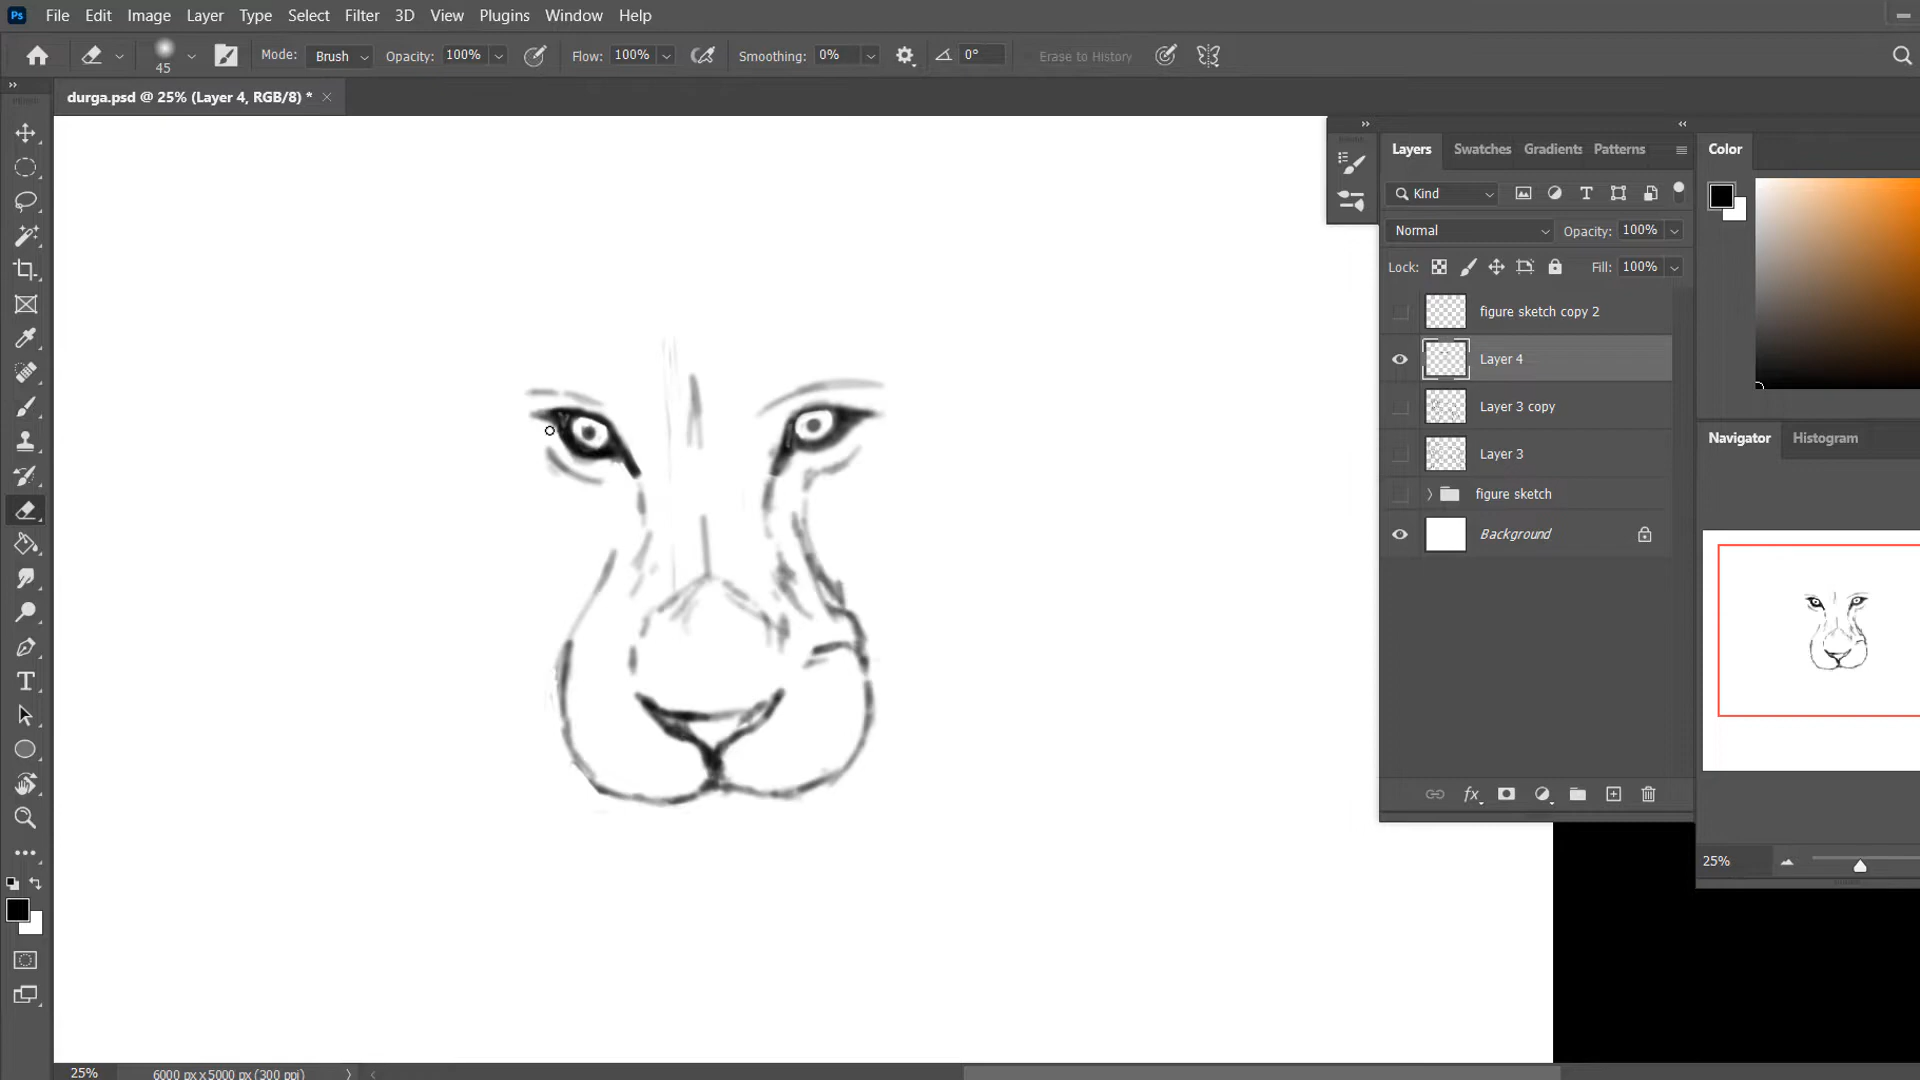 Ps File Edit Image Layer Type Select Filter 3D View Plugins Window Help
45 Mode: Brush Opacity: 100% Flow: 100% Smoothing: 0% 0° Erase to History
durga.psd @ 25% (Layer 4, RGB/8) *
Layers Swatches Gradients Patterns
Color
Kind
Normal Opacity: 100%
Lock: Fill: 100%
figure sketch copy 2
Layer 4
Layer 3 copy
Layer 3
figure sketch
Background
Navigator Histogram
25%
25% 6000 px x 5000 px (300 ppi)